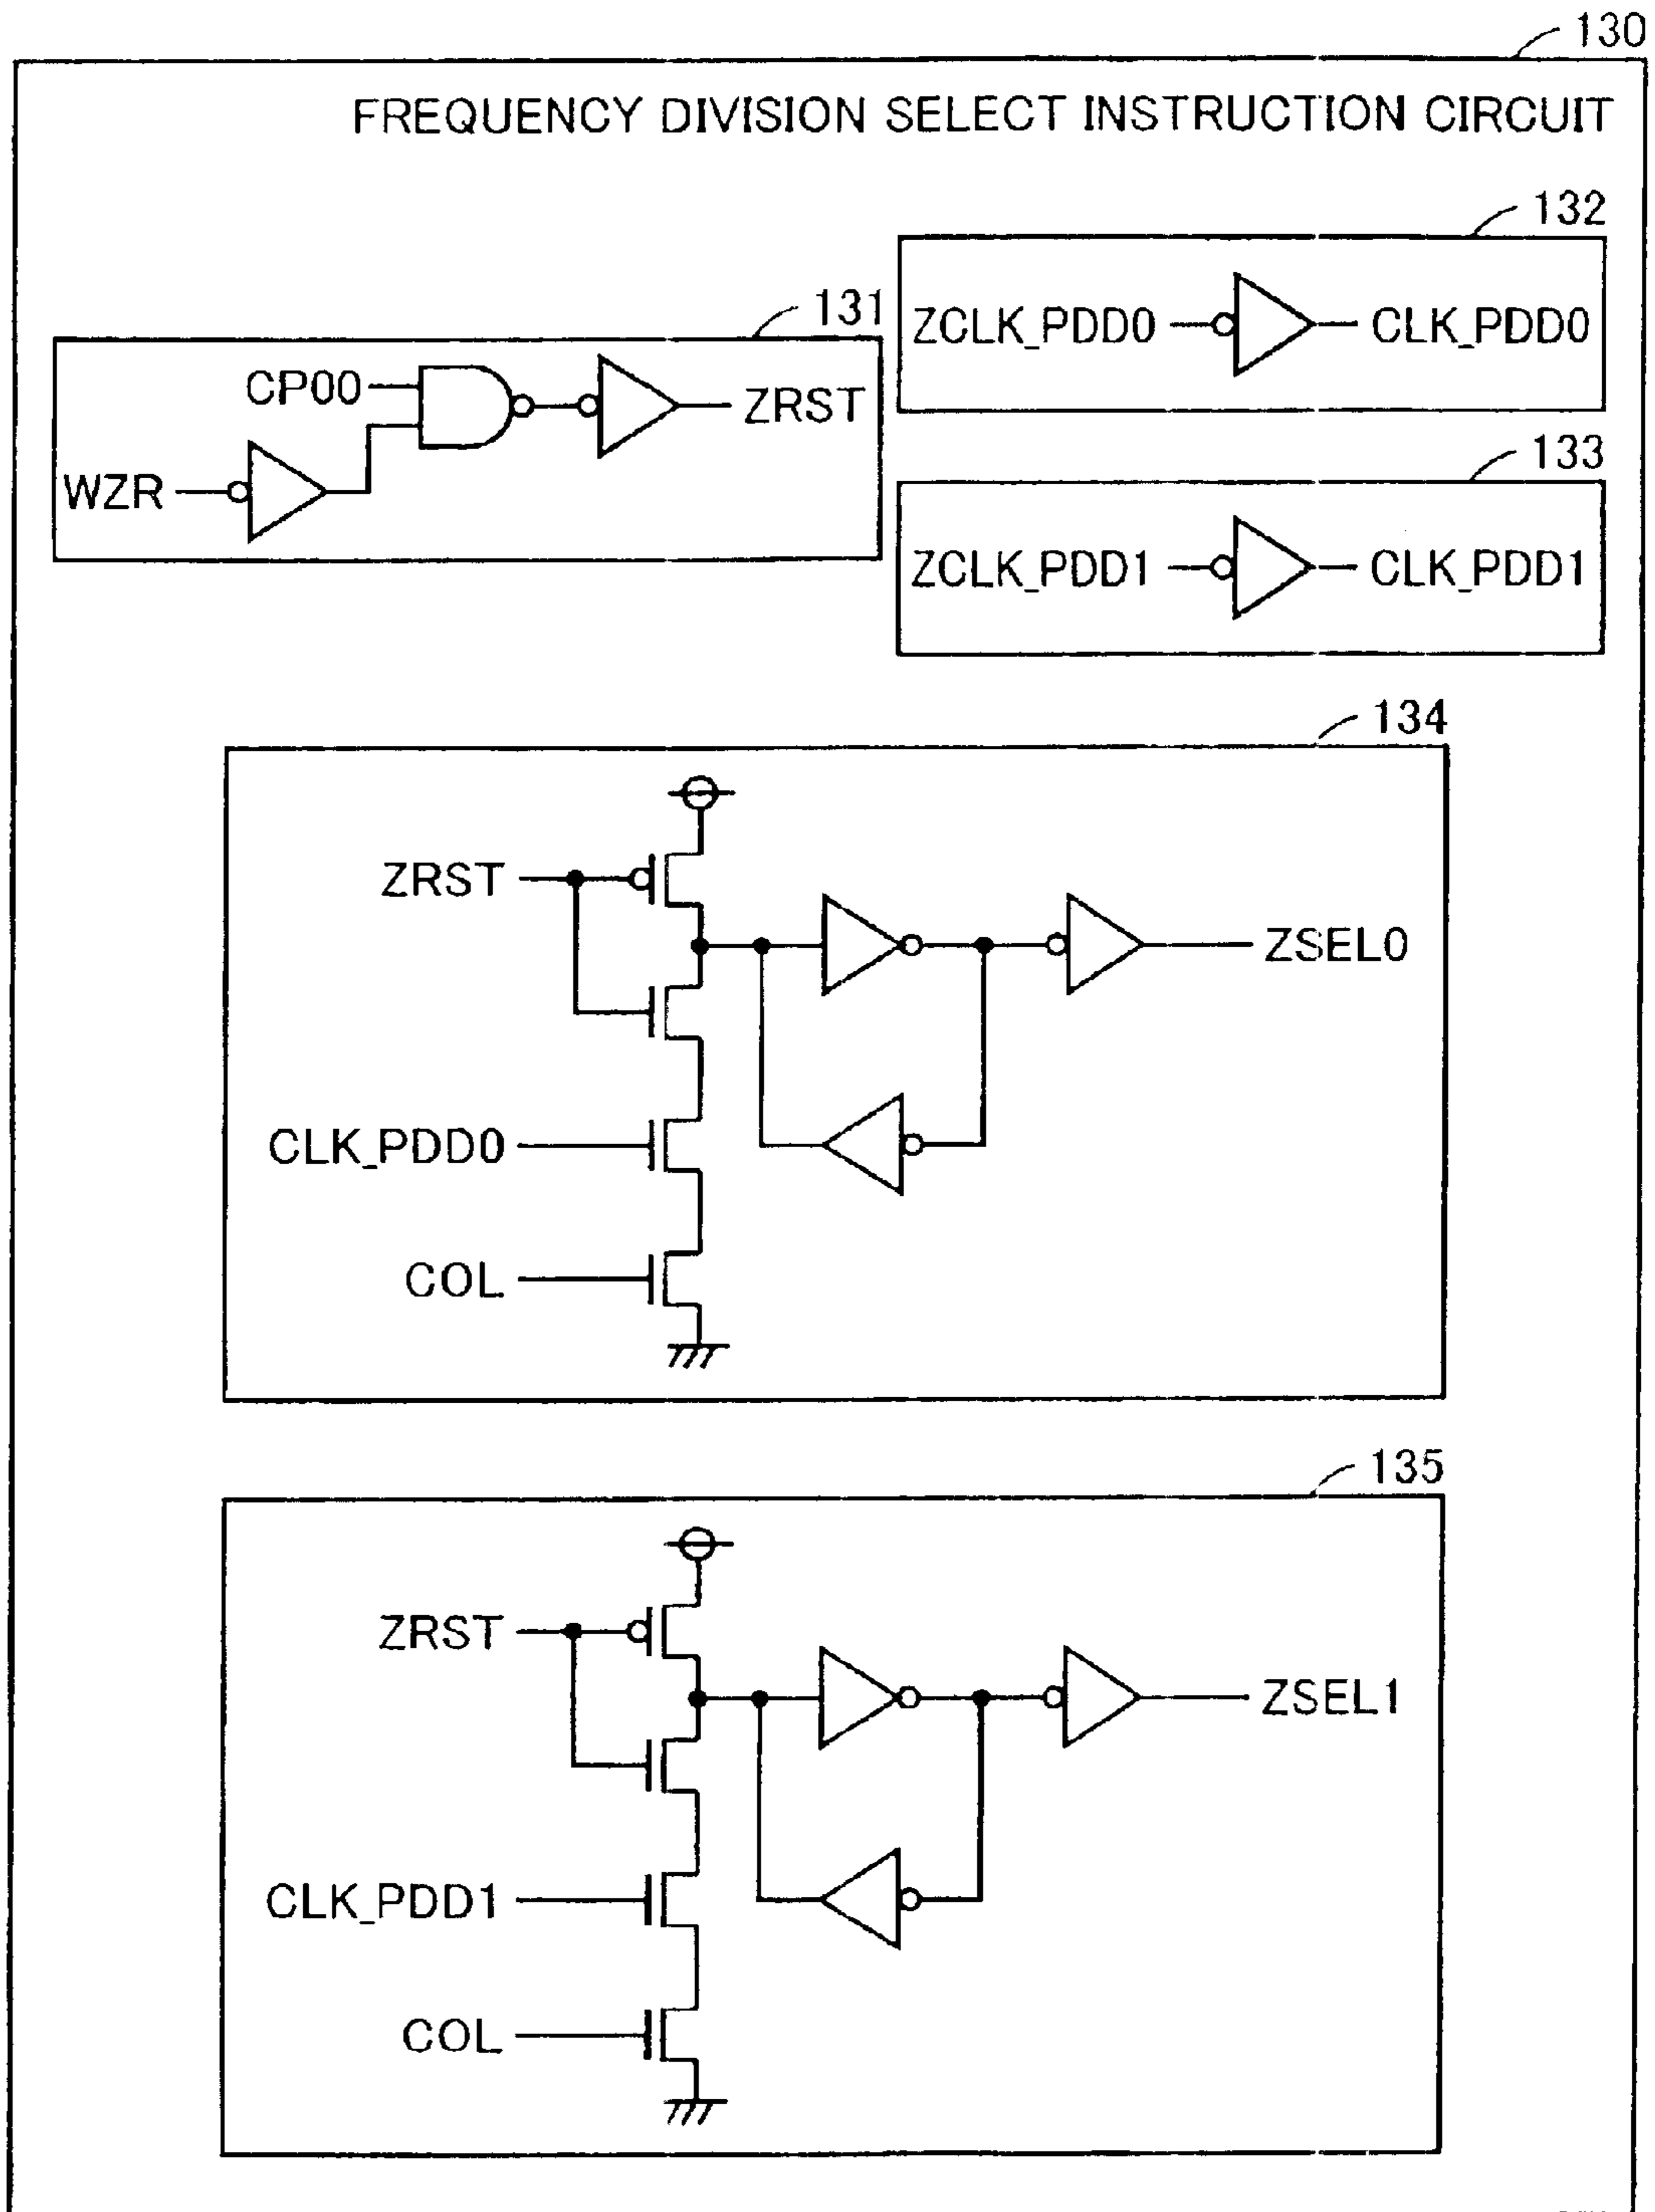 130
FREQUENCY DIVISION SELECT INSTRUCTION CIRCUIT
132
ZCLK_PDD0
CLK_PDD0
131
CP00
ZRST
WZR
133
ZCLK_PDD1
CLK_PDD1
134
ZRST
ZSEL0
CLK_PDD0
COL
135
ZRST
ZSEL1
CLK_PDD1
COL